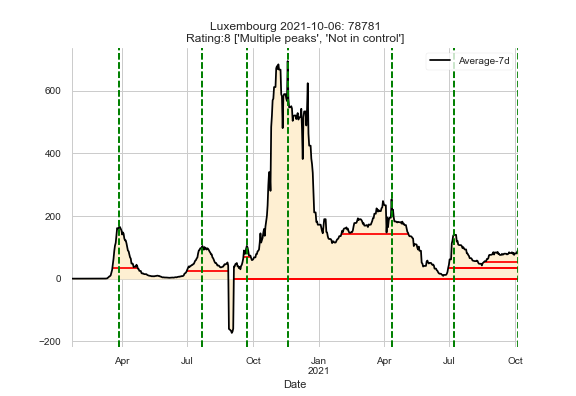 Luxembourg 2021-10-06: 78781
Rating:8 ['Multiple peaks', 'Not in control']
Average-7d
600
400
200
0
−200
Apr
Jul
Oct
Jan
2021
Apr
Jul
Oct
Date